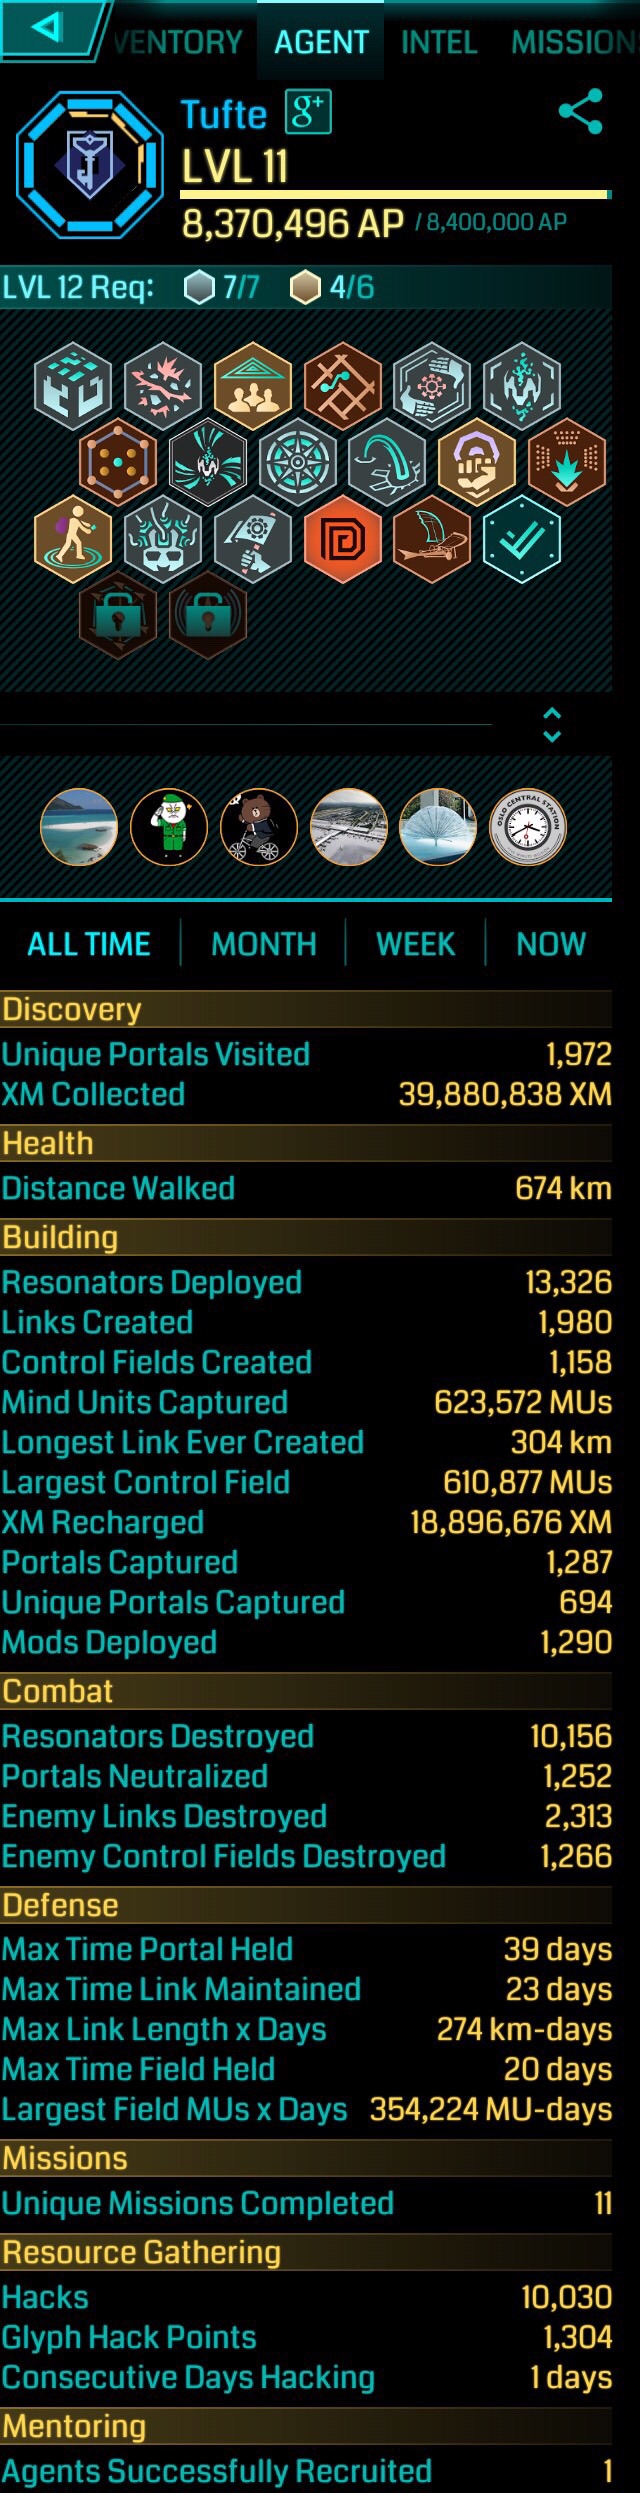 VENTORY AGENT INTEL MISSION
Tufte g+
LVL 11
8,370,496 AP / 8,400,000 AP
LVL 12 Req: 7/7 4/6
OSLO CENTRAL STATION
ALL TIME MONTH WEEK NOW
Discovery
Unique Portals Visited 1,972
XM Collected 39,880,838 XM
Health
Distance Walked 674 km
Building
Resonators Deployed 13,326
Links Created 1,980
Control Fields Created 1,158
Mind Units Captured 623,572 MUs
Longest Link Ever Created 304 km
Largest Control Field 610,877 MUs
XM Recharged 18,896,676 XM
Portals Captured 1,287
Unique Portals Captured 694
Mods Deployed 1,290
Combat
Resonators Destroyed 10,156
Portals Neutralized 1,252
Enemy Links Destroyed 2,313
Enemy Control Fields Destroyed 1,266
Defense
Max Time Portal Held 39 days
Max Time Link Maintained 23 days
Max Link Length x Days 274 km-days
Max Time Field Held 20 days
Largest Field MUs x Days 354,224 MU-days
Missions
Unique Missions Completed 11
Resource Gathering
Hacks 10,030
Glyph Hack Points 1,304
Consecutive Days Hacking 1 days
Mentoring
Agents Successfully Recruited 1